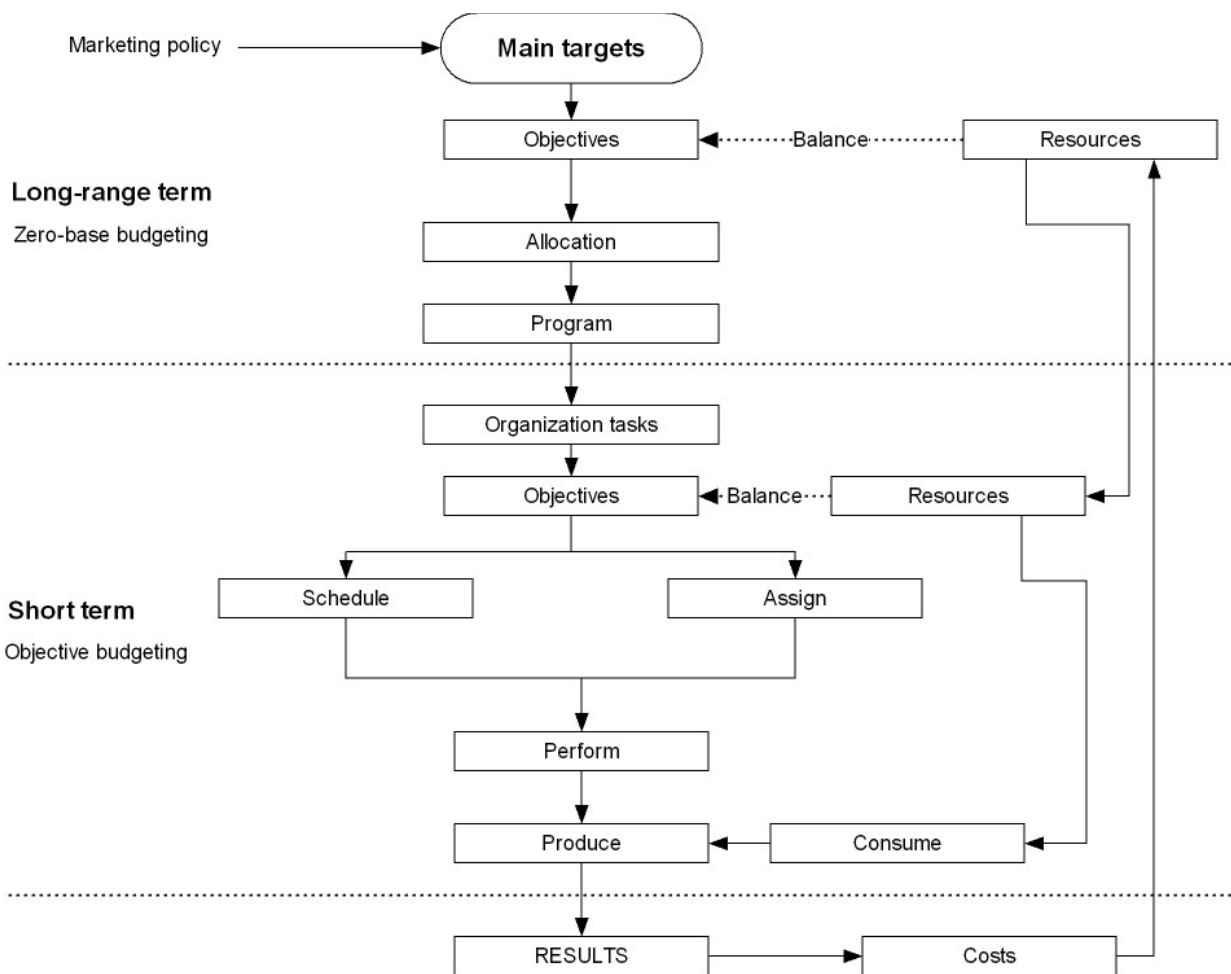 Marketing policy
Main targets
Objectives
Balance
Resources
Long-range term
Zero-base budgeting
Allocation
Program
Organization tasks
Objectives
Balance
Resources
Schedule
Assign
Short term
Objective budgeting
Perform
Produce
Consume
RESULTS
Costs